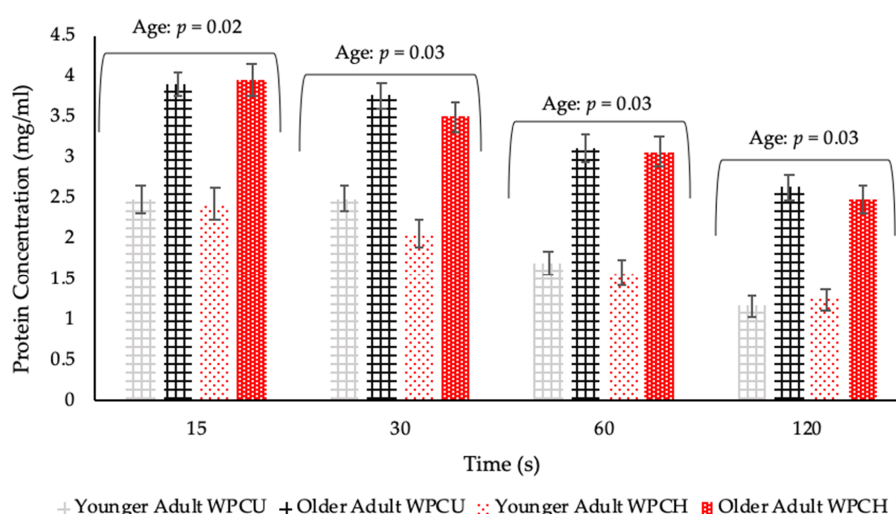 Age: p = 0.02
Age: p = 0.03
Age: p = 0.03
Age: p = 0.03
Protein Concentration (mg/ml)
4.5
4
3.5
3
2.5
2
1.5
1
0.5
0
15 30 60 120
Time (s)
Younger Adult WPCU Older Adult WPCU Younger Adult WPCH Older Adult WPCH